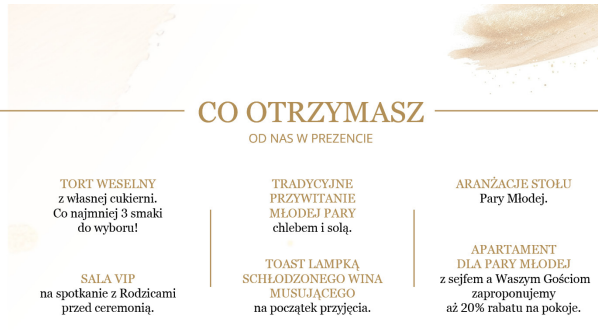 CO OTRZYMASZ
OD NAS W PREZENCIE
TORT WESELNY
z własnej cukierni.
Co najmniej 3 smaki
do wyboru!
SALA VIP
na spotkanie z Rodzicami
przed ceremonią.
TRADYCYJNE
PRZYWITANIE
MŁODEJ PARY
chlebem i solą.
TOAST LAMPKĄ
SCHŁODZONEGO WINA
MUSUJĄCEGO
na początek przyjęcia.
ARANŻACJE STOŁU
Pary Młodej.
APARTAMENT
DLA PARY MŁODEJ
z sejfem a Waszym Gościom
zaproponujemy
aż 20% rabatu na pokoje.